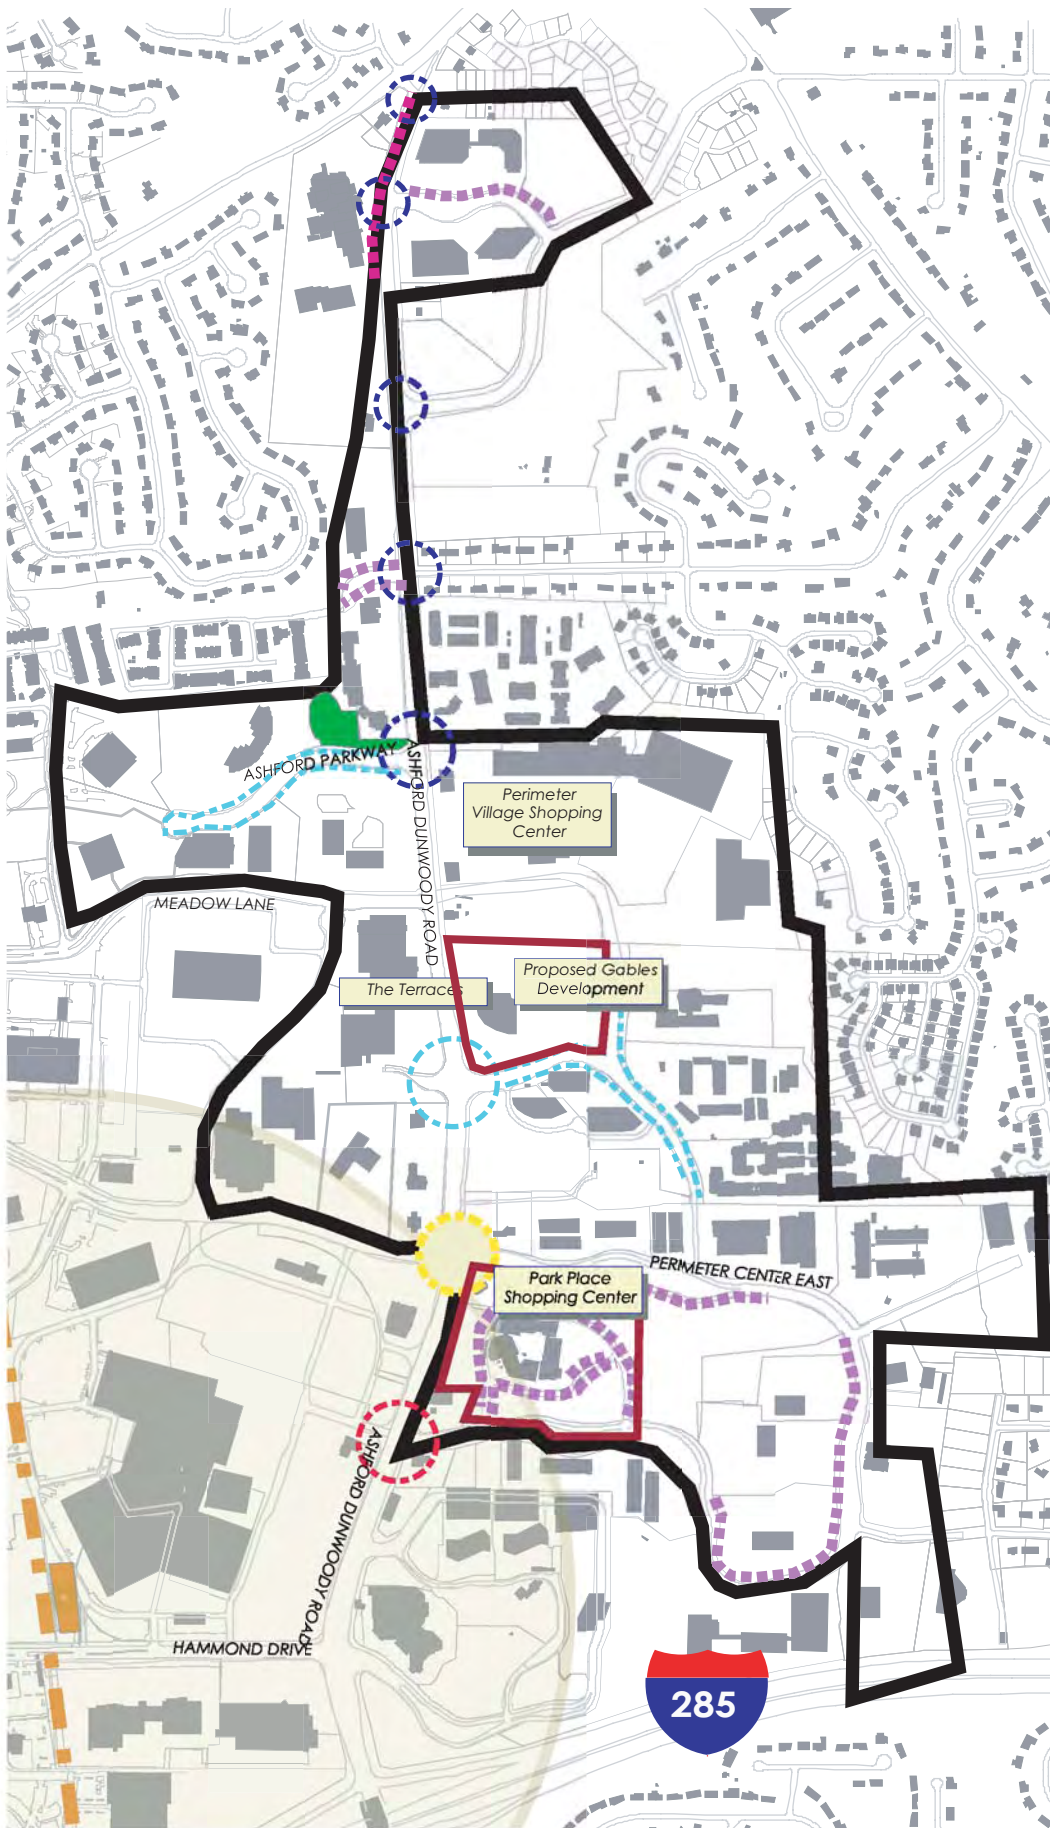 ASHFORD PARKWAY
ASHFORD DUNWOODY ROAD
Perimeter
Village Shopping
Center
MEADOW LANE
The Terraces
Proposed Gables
Development
PERIMETER CENTER EAST
Park Place
Shopping Center
ASHFORD DUNWOODY ROAD
HAMMOND DRIVE
285